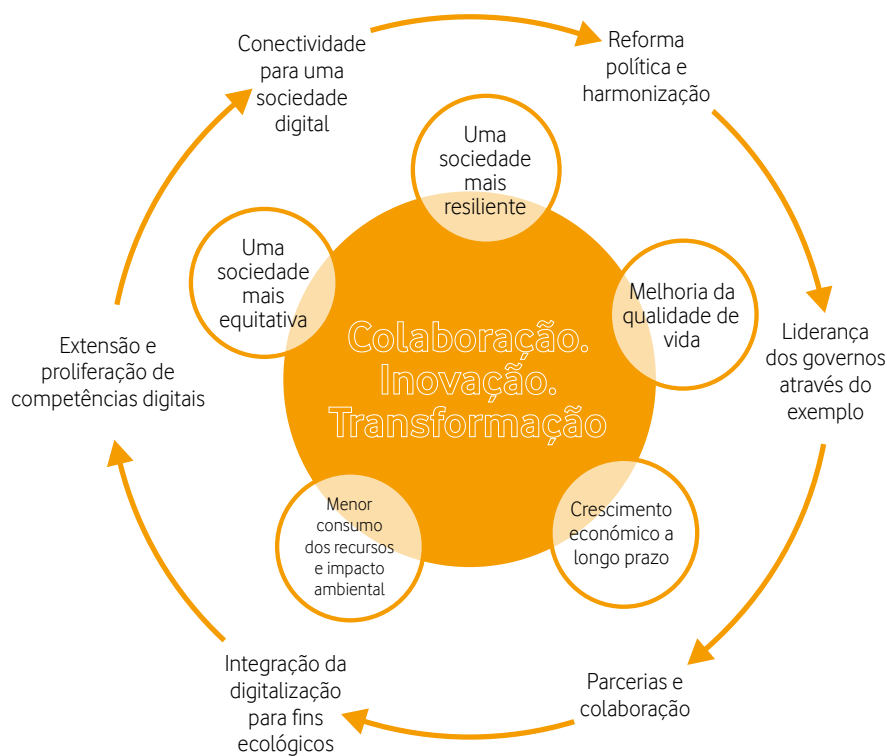 Conectividade
para uma
sociedade
digital
Reforma
política e
harmonização
Liderança
dos governos
através do
exemplo
Parcerias e
colaboração
Integração da
digitalização
para fins
ecológicos
Extensão e
proliferação de
competências digitais
Uma
sociedade
mais
resiliente
Melhoria da
qualidade de
vida
Crescimento
económico a
longo prazo
Menor
consumo
dos recursos
e impacto
ambiental
Uma
sociedade
mais
equitativa
Colaboração.
Inovação.
Transformação